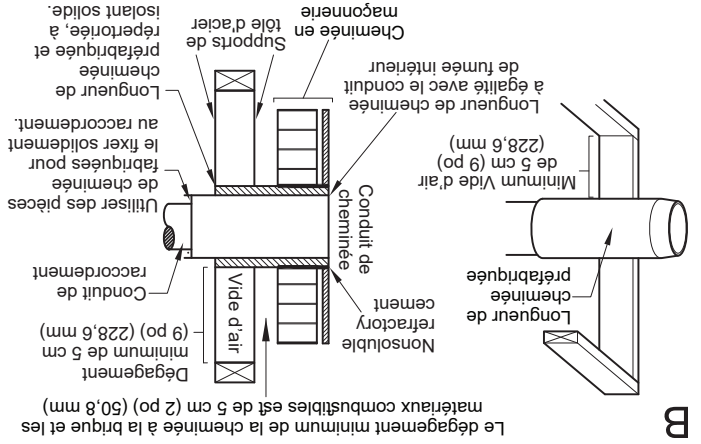 B
Le dégagement minimum de la cheminée à la brique et les
matériaux combustibles est de 5 cm (2 po) (50,8 mm)
Longueur de
cheminée
préfabriquée
Minimum Vide d'air
de 5 cm (9 po)
(228,6 mm)
Nonsoluble
refractory
cement
Dégagement
minimum de 5 cm
(9 po) (228,6 mm)
Vide d'air
Conduit de
raccordement
Conduit de
cheminée
Utiliser des pièces
de cheminée
fabriquées pour
le fixer solidement
au raccordement.
Longueur de cheminée
à égalité avec le conduit
de fumée intérieur
Longueur de
cheminée
préfabriquée et
répertoriée, à
isolant solide.
Cheminée en
maçonnerie
Supports de
tôle d'acier